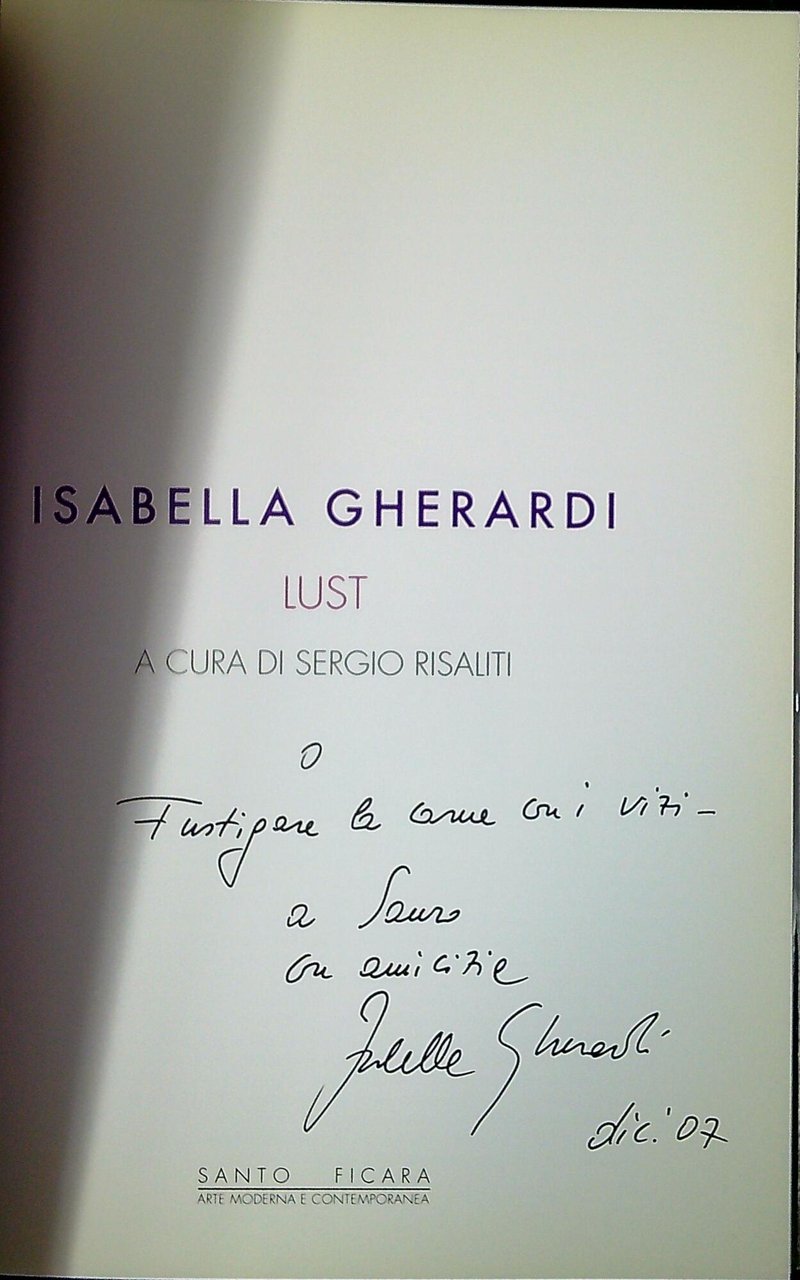 ISABELLA GHERARDI
LUST
A CURA DI SERGIO RISALITI
O
Fustigare la carne con i vizi -
a Sauro
con amicizia
Isabella Gherardi
dic. '07
SANTO FICARA
ARTE MODERNA E CONTEMPORANEA